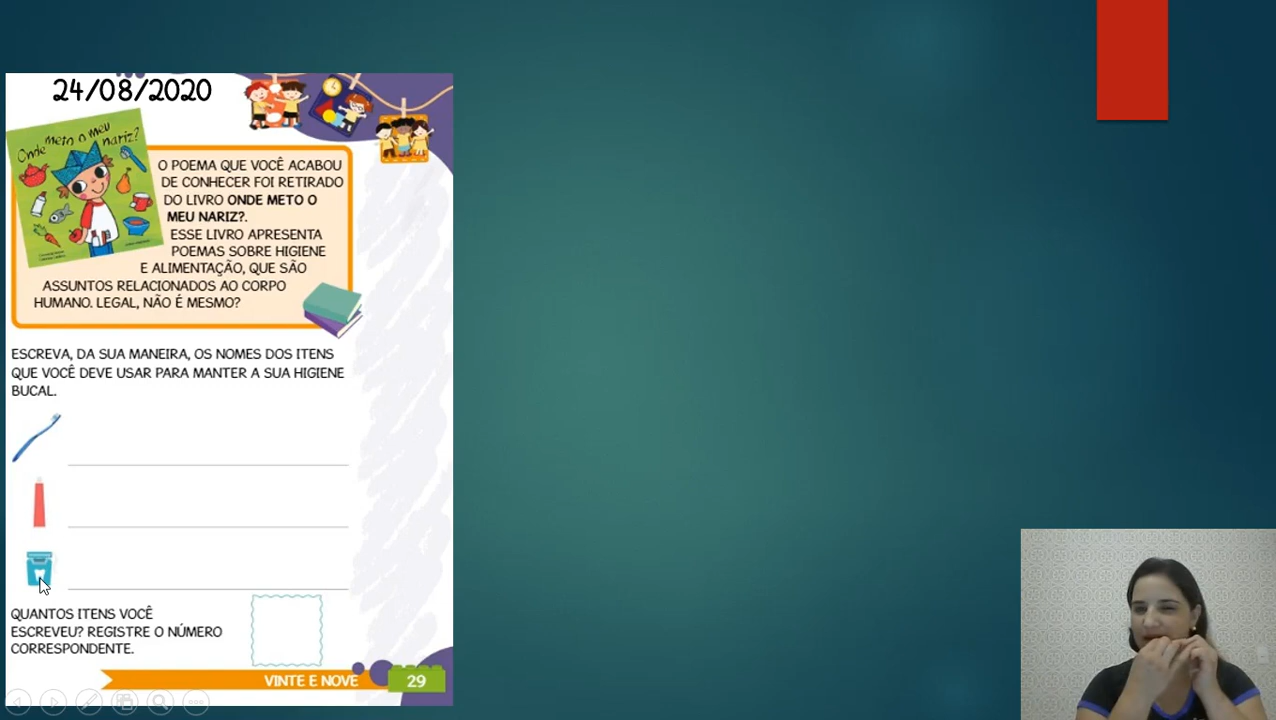 24/08/2020
Onde meto o meu nariz?
O POEMA QUE VOCÊ ACABOU
DE CONHECER FOI RETIRADO
DO LIVRO ONDE METO O
MEU NARIZ?.
ESSE LIVRO APRESENTA
POEMAS SOBRE HIGIENE
E ALIMENTAÇÃO, QUE SÃO
ASSUNTOS RELACIONADOS AO CORPO
HUMANO. LEGAL, NÃO É MESMO?
ESCREVA, DA SUA MANEIRA, OS NOMES DOS ITENS
QUE VOCÊ DEVE USAR PARA MANTER A SUA HIGIENE
BUCAL.
QUANTOS ITENS VOCÊ
ESCREVEU? REGISTRE O NÚMERO
CORRESPONDENTE.
VINTE E NOVE 29